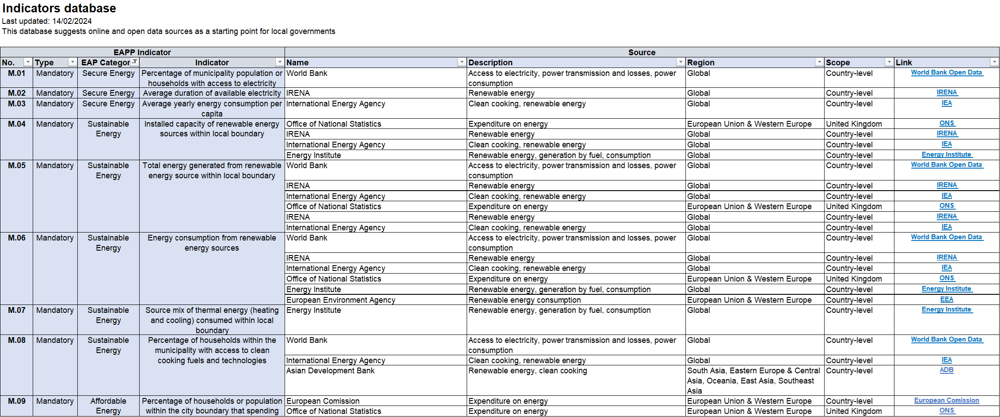 Indicators database
Last updated: 14/02/2024
This database suggests online and open data sources as a starting point for local governments
EAPP Indicator Source
No. Type EAP Categor Indicator Name Description Region Scope Link
M.01 Mandatory Secure Energy Percentage of municipality population or World Bank Access to electricity, power transmission and losses, power Global Country-level World Bank Open Data
households with access to electricity consumption
M.02 Mandatory Secure Energy Average duration of available electricity IRENA Renewable energy Global Country-level IRENA
M.03 Mandatory Secure Energy Average yearly energy consumption per International Energy Agency Clean cooking, renewable energy Global Country-level IEA
capita
M.04 Mandatory Sustainable Installed capacity of renewable energy Office of National Statistics Expenditure on energy European Union & Western Europe United Kingdom ONS
Energy sources within local boundary IRENA Renewable energy Global Country-level IRENA
International Energy Agency Clean cooking, renewable energy Global Country-level IEA
Energy Institute Renewable energy, generation by fuel, consumption Global Country-level Energy Institute
M.05 Mandatory Sustainable Total energy generated from renewable World Bank Access to electricity, power transmission and losses, power Global Country-level World Bank Open Data
Energy energy source within local boundary consumption
IRENA Renewable energy Global Country-level IRENA
International Energy Agency Clean cooking, renewable energy Global Country-level IEA
Office of National Statistics Expenditure on energy European Union & Western Europe United Kingdom ONS
IRENA Renewable energy Global Country-level IRENA
International Energy Agency Clean cooking, renewable energy Global Country-level IEA
M.06 Mandatory Sustainable Energy consumption from renewable World Bank Access to electricity, power transmission and losses, power Global Country-level World Bank Open Data
Energy energy sources consumption
IRENA Renewable energy Global Country-level IRENA
International Energy Agency Clean cooking, renewable energy Global Country-level IEA
Office of National Statistics Expenditure on energy European Union & Western Europe United Kingdom ONS
Energy Institute Renewable energy, generation by fuel, consumption Global Country-level Energy Institute
European Environment Agency Renewable energy consumption European Union & Western Europe Country-level EEA
M.07 Mandatory Sustainable Source mix of thermal energy (heating Energy Institute Renewable energy, generation by fuel, consumption Global Country-level Energy Institute
Energy and cooling) consumed within local
boundary
M.08 Mandatory Sustainable Percentage of households within the World Bank Access to electricity, power transmission and losses, power Global Country-level World Bank Open Data
Energy municipality with access to clean consumption
cooking fuels and technologies International Energy Agency Clean cooking, renewable energy Global Country-level IEA
Asian Development Bank Renewable energy, clean cooking South Asia, Eastern Europe & Central Country-level ADB
Asia, Oceania, East Asia, Southeast
Asia
M.09 Mandatory Affordable Percentage of households or population European Comission Expenditure on energy European Union & Western Europe Country-level European Comission
Energy within the city boundary that spending Office of National Statistics Expenditure on energy European Union & Western Europe United Kingdom ONS